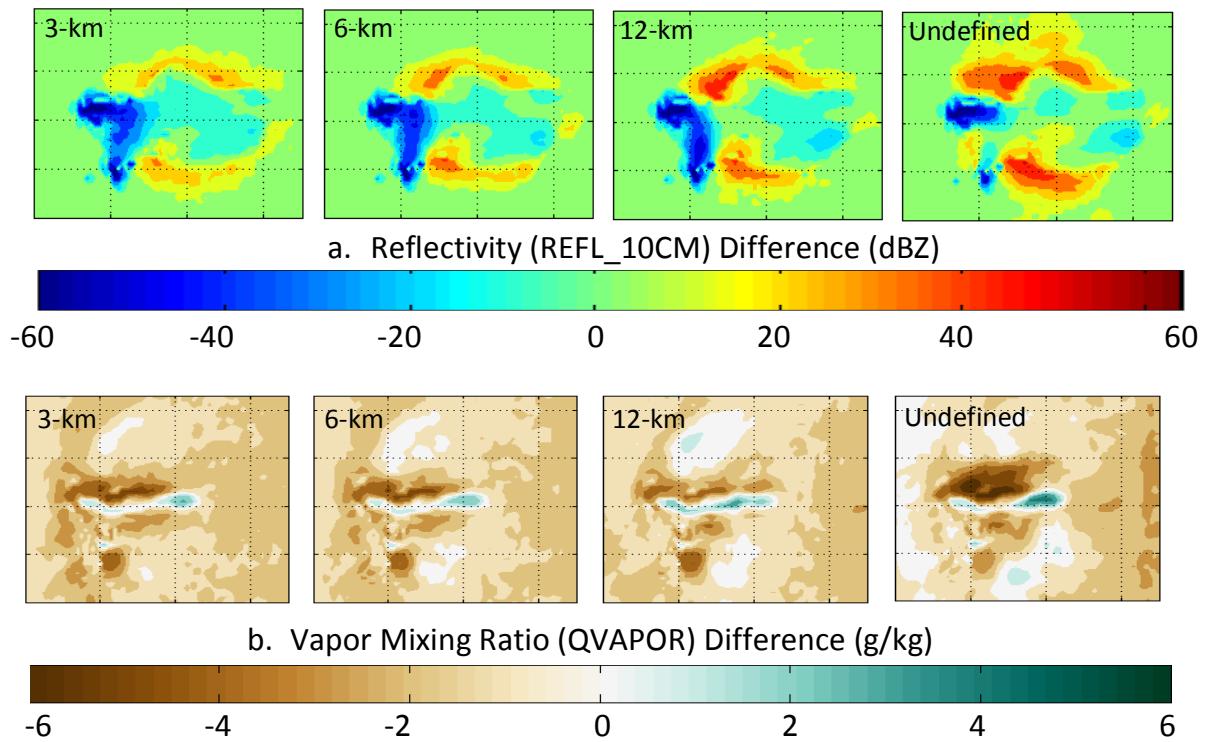 3-km 6-km 12-km Undefined
a. Reflectivity (REFL_10CM) Difference (dBZ)
-60 -40 -20 0 20 40 60
3-km 6-km 12-km Undefined
b. Vapor Mixing Ratio (QVAPOR) Difference (g/kg)
-6 -4 -2 0 2 4 6